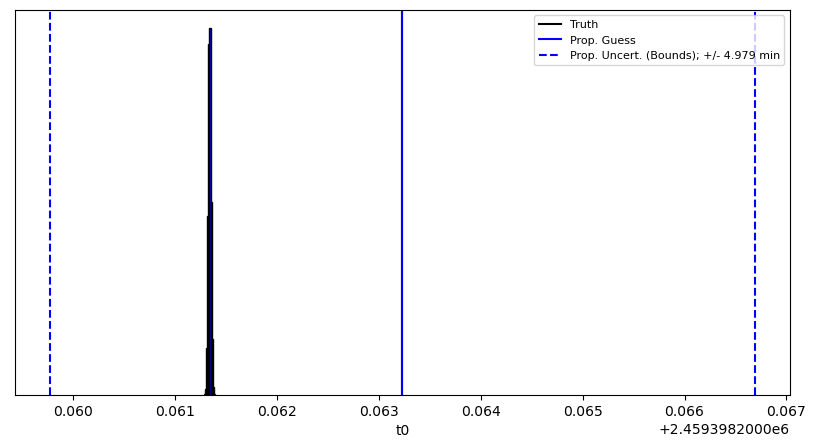 Truth
Prop. Guess
Prop. Uncert. (Bounds); +/- 4.979 min
0.060 0.061 0.062 0.063 0.064 0.065 0.066 0.067
t0
+2.4593982000e6